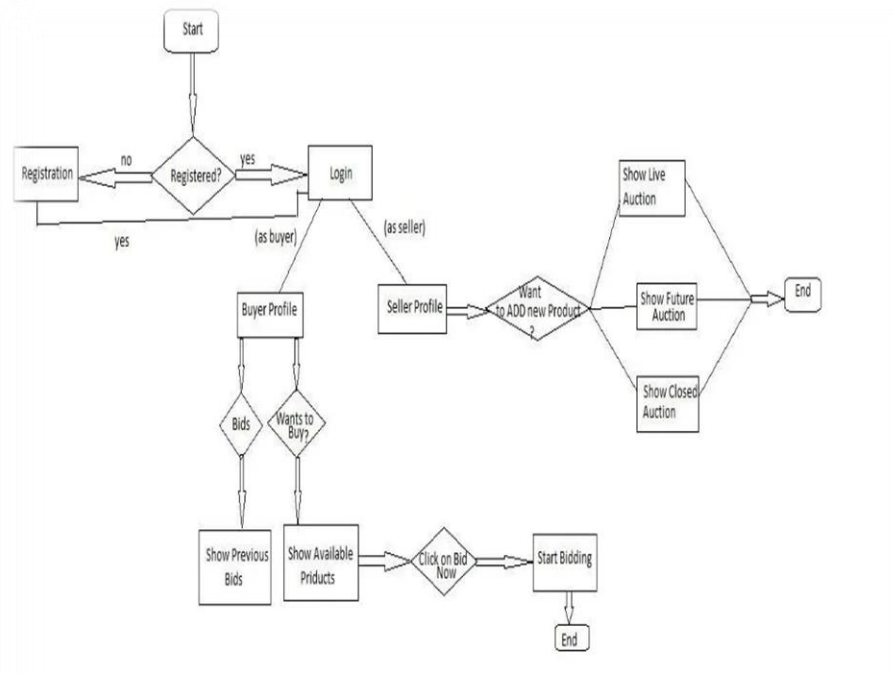 Start
no
yes
Registration
Registered?
Login
yes
(as buyer)
(as seller)
Show Live
Auction
Buyer Profile
Seller Profile
Want
to ADD new Product
?
Show Future
Auction
End
Show Closed
Auction
Bids
Wants to
Buy?
Show Previous
Bids
Show Available
Priducts
Click on Bid
Now
Start Bidding
End